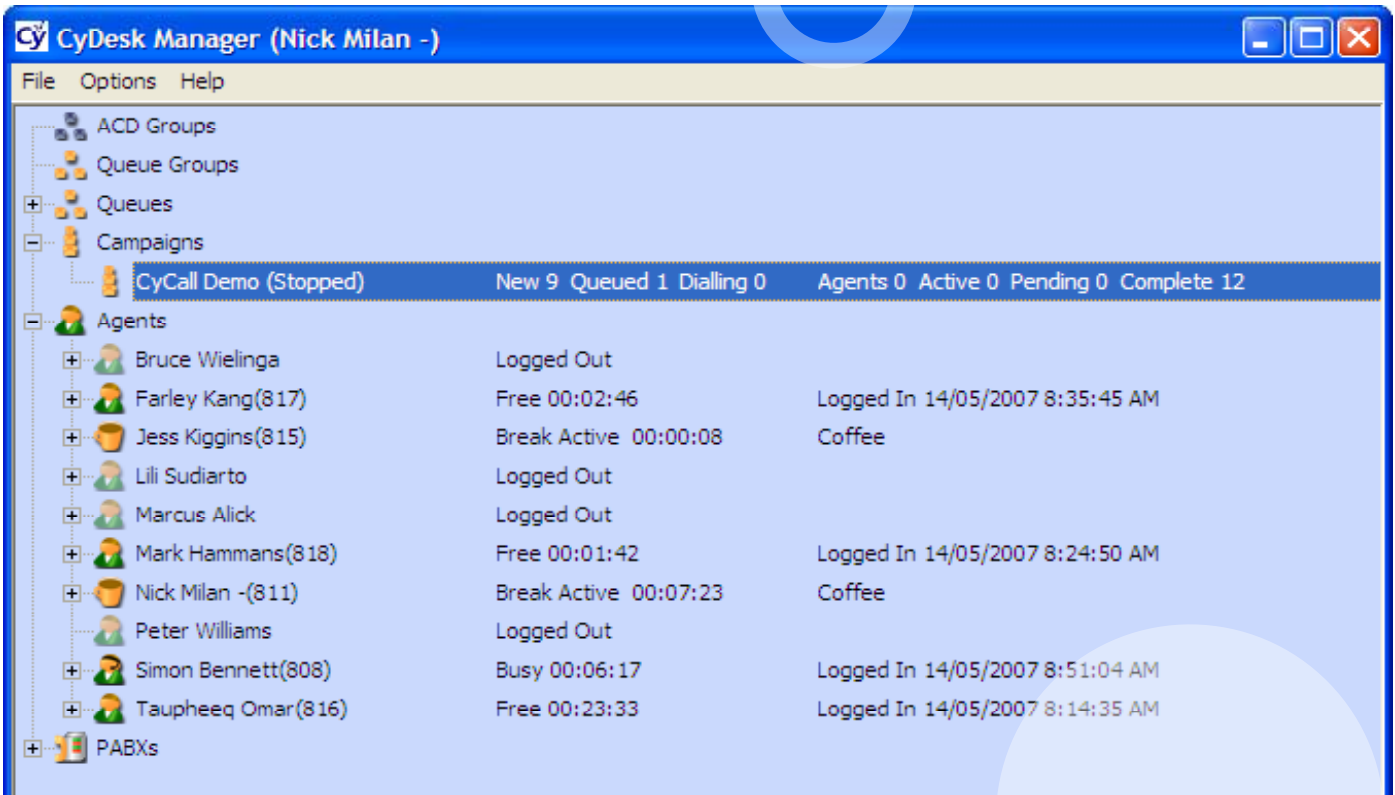 Cy CyDesk Manager (Nick Milan -)
File Options Help
ACD Groups
Queue Groups
Queues
Campaigns
CyCall Demo (Stopped) New 9 Queued 1 Dialling 0 Agents 0 Active 0 Pending 0 Complete 12
Agents
Bruce Wielinga Logged Out
Farley Kang(817) Free 00:02:46 Logged In 14/05/2007 8:35:45 AM
Jess Kiggins(815) Break Active 00:00:08 Coffee
Lili Sudiarto Logged Out
Marcus Alick Logged Out
Mark Hammans(818) Free 00:01:42 Logged In 14/05/2007 8:24:50 AM
Nick Milan -(811) Break Active 00:07:23 Coffee
Peter Williams Logged Out
Simon Bennett(808) Busy 00:06:17 Logged In 14/05/2007 8:51:04 AM
Taupheeq Omar(816) Free 00:23:33 Logged In 14/05/2007 8:14:35 AM
PABXs